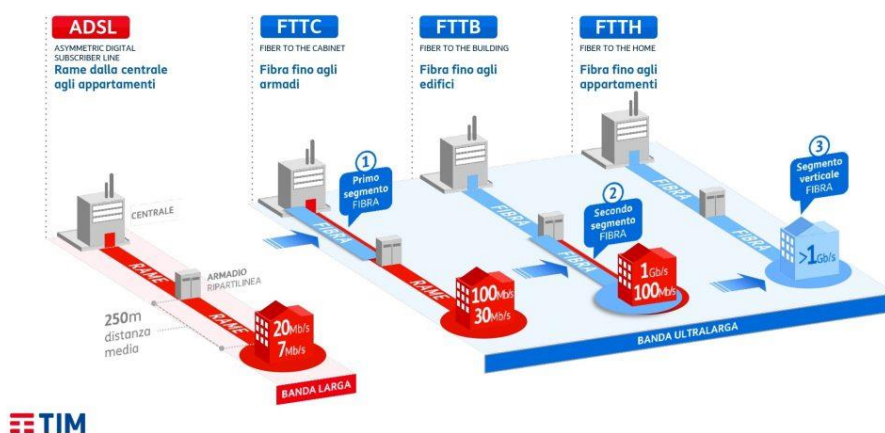 ADSL
ASYMMETRIC DIGITAL
SUBSCRIBER LINE
Rame dalla centrale
agli appartamenti
FTTC
FIBER TO THE CABINET
Fibra fino agli
armadi
FTTB
FIBER TO THE BUILDING
Fibra fino agli
edifici
FTTH
FIBER TO THE HOME
Fibra fino agli
appartamenti
CENTRALE
RAME
ARMADIO
RIPARTILINEA
RAME
250m
distanza
media
20Mb/s
7Mb/s
BANDA LARGA
1
Primo
segmento
FIBRA
FIBRA
RAME
100Mb/s
30Mb/s
FIBRA
2
Secondo
segmento
FIBRA
FIBRA
1Gb/s
100Mb/s
FIBRA
3
Segmento
verticale
FIBRA
FIBRA
>1Gb/s
BANDA ULTRALARGA
TIM